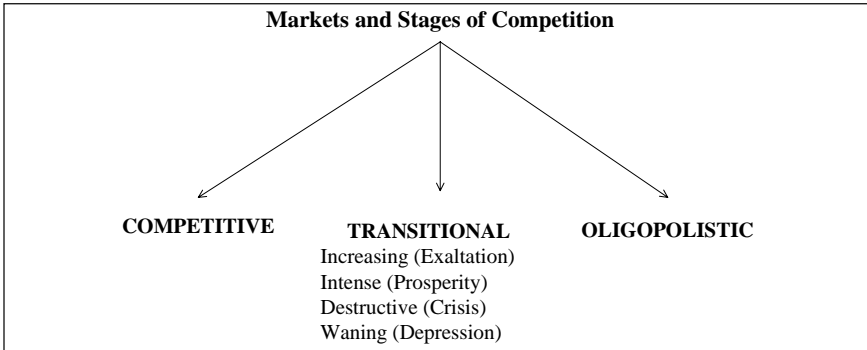 Markets and Stages of Competition
COMPETITIVE
TRANSITIONAL
Increasing (Exaltation)
Intense (Prosperity)
Destructive (Crisis)
Waning (Depression)
OLIGOPOLISTIC